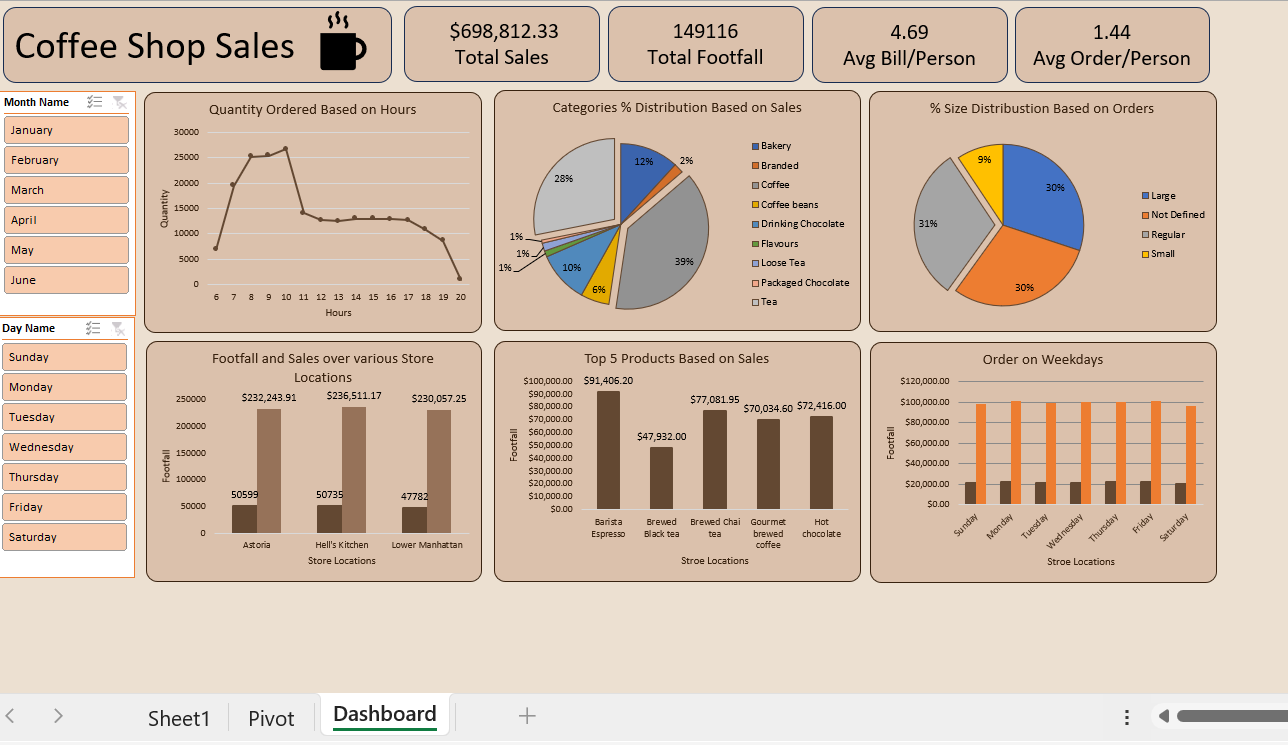 Coffee Shop Sales
$698,812.33
Total Sales
149116
Total Footfall
4.69
Avg Bill/Person
1.44
Avg Order/Person
Month Name
January
February
March
April
May
June
Day Name
Sunday
Monday
Tuesday
Wednesday
Thursday
Friday
Saturday
Quantity Ordered Based on Hours
30000
25000
20000
15000
10000
5000
0
Quantity
6 7 8 9 10 11 12 13 14 15 16 17 18 19 20
Hours
Categories % Distribution Based on Sales
12%
2%
39%
6%
10%
1%
1%
1%
28%
Bakery
Branded
Coffee
Coffee beans
Drinking Chocolate
Flavours
Loose Tea
Packaged Chocolate
Tea
% Size Distribustion Based on Orders
30%
30%
31%
9%
Large
Not Defined
Regular
Small
Footfall and Sales over various Store
Locations
250000
200000
150000
100000
50000
0
Footfall
$232,243.91
$236,511.17
$230,057.25
50599
50735
47782
Astoria
Hell's Kitchen
Lower Manhattan
Store Locations
Top 5 Products Based on Sales
$100,000.00
$90,000.00
$80,000.00
$70,000.00
$60,000.00
$50,000.00
$40,000.00
$30,000.00
$20,000.00
$10,000.00
$0.00
Footfall
$91,406.20
$47,932.00
$77,081.95
$70,034.60
$72,416.00
Barista
Espresso
Brewed
Black tea
Brewed Chai
tea
Gourmet
brewed
coffee
Hot
chocolate
Stroe Locations
Order on Weekdays
$120,000.00
$100,000.00
$80,000.00
$60,000.00
$40,000.00
$20,000.00
$0.00
Footfall
Sunday
Monday
Tuesday
Wednesday
Thursday
Friday
Saturday
Stroe Locations
Sheet1
Pivot
Dashboard